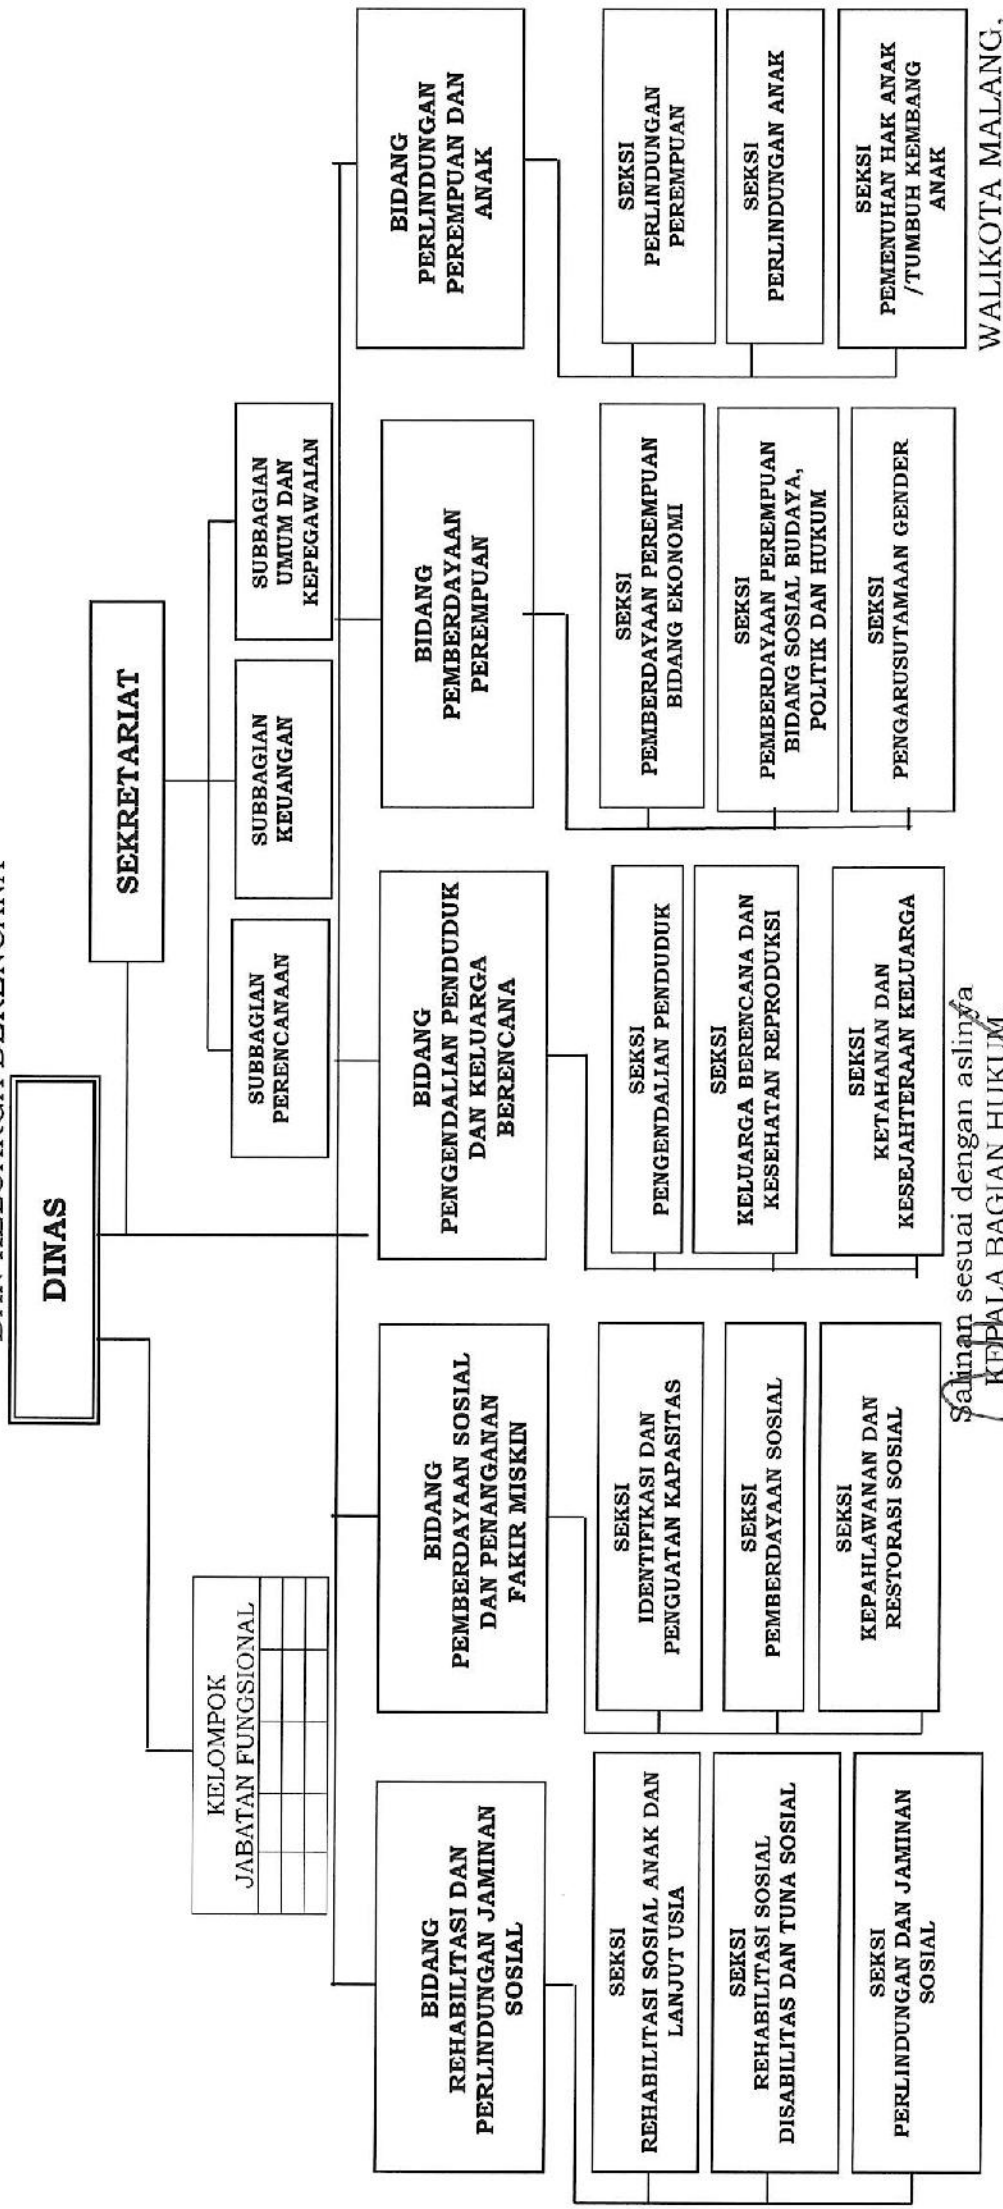 DAN KELUARGA BERENCANA
DINAS
SEKRETARIAT
KELOMPOK
JABATAN FUNGSIONAL
SUBBAGIAN
PERENCANAAN
SUBBAGIAN
KEUANGAN
SUBBAGIAN
UMUM DAN
KEPEGAWAIAN
BIDANG
REHABILITASI DAN
PERLINDUNGAN JAMINAN
SOSIAL
SEKSI
REHABILITASI SOSIAL ANAK DAN
LANJUT USIA
SEKSI
REHABILITASI SOSIAL
DISABILITAS DAN TUNA SOSIAL
SEKSI
PERLINDUNGAN DAN JAMINAN
SOSIAL
BIDANG
PEMBERDAYAAN SOSIAL
DAN PENANGANAN
FAKIR MISKIN
SEKSI
IDENTIFIKASI DAN
PENGUATAN KAPASITAS
SEKSI
PEMBERDAYAAN SOSIAL
SEKSI
KEPAHLAWANAN DAN
RESTORASI SOSIAL
BIDANG
PENGENDALIAN PENDUDUK
DAN KELUARGA
BERENCANA
SEKSI
PENGENDALIAN PENDUDUK
SEKSI
KELUARGA BERENCANA DAN
KESEHATAN REPRODUKSI
SEKSI
KETAHANAN DAN
KESEJAHTERAAN KELUARGA
BIDANG
PEMBERDAYAAN
PEREMPUAN
SEKSI
PEMBERDAYAAN PEREMPUAN
BIDANG EKONOMI
SEKSI
PEMBERDAYAAN PEREMPUAN
BIDANG SOSIAL BUDAYA,
POLITIK DAN HUKUM
SEKSI
PENGARUSUTAMAAN GENDER
BIDANG
PERLINDUNGAN
PEREMPUAN DAN
ANAK
SEKSI
PERLINDUNGAN
PEREMPUAN
SEKSI
PERLINDUNGAN ANAK
SEKSI
PEMENUHAN HAK ANAK
/TUMBUH KEMBANG
ANAK
Salinan sesuai dengan aslinya
KEPALA BAGIAN HUKUM
WALIKOTA MALANG,